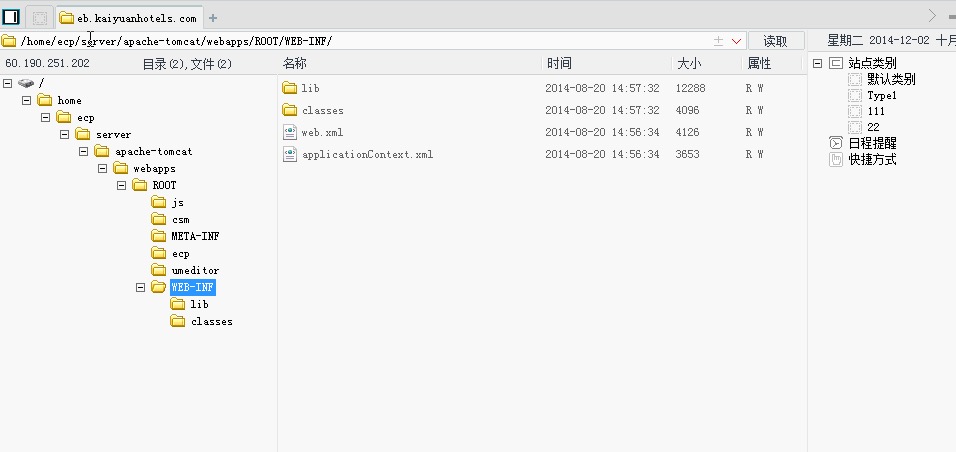 eb.kaiyuanhotels.com
/home/ecp/server/apache-tomcat/webapps/ROOT/WEB-INF/ 读取 星期二 2014-12-02 十月
60.190.251.202 目录(2),文件(2) 名称 时间 大小 属性
/
home
ecp
server
apache-tomcat
webapps
ROOT
js
csm
META-INF
ecp
umeditor
WEB-INF
lib
classes
lib 2014-08-20 14:57:32 12288 R W
classes 2014-08-20 14:57:32 4096 R W
web.xml 2014-08-20 14:56:34 4126 R W
applicationContext.xml 2014-08-20 14:56:34 3653 R W
站点类别
默认类别
Type1
111
22
日程提醒
快捷方式